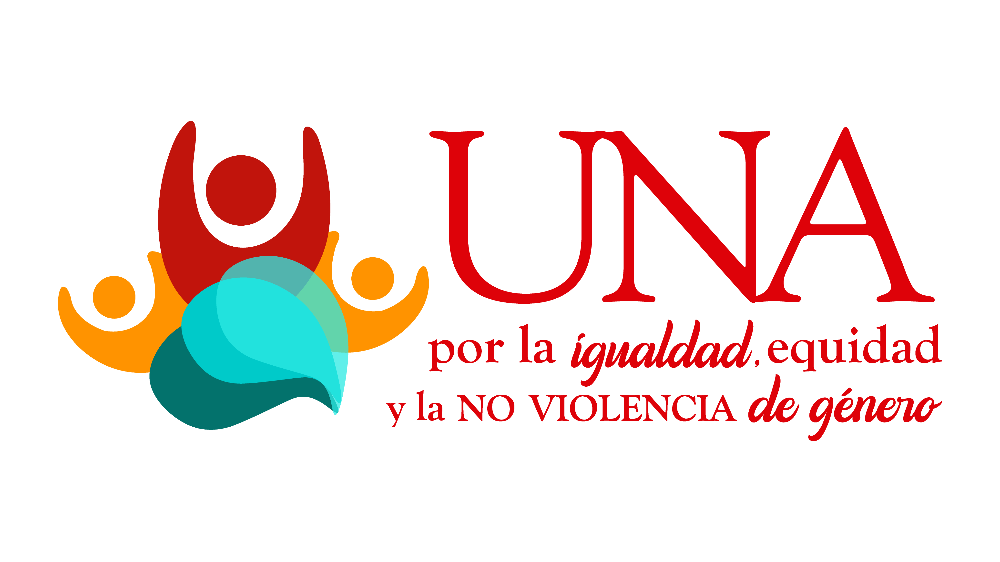 UNA
por la igualdad, equidad
y la NO VIOLENCIA de género